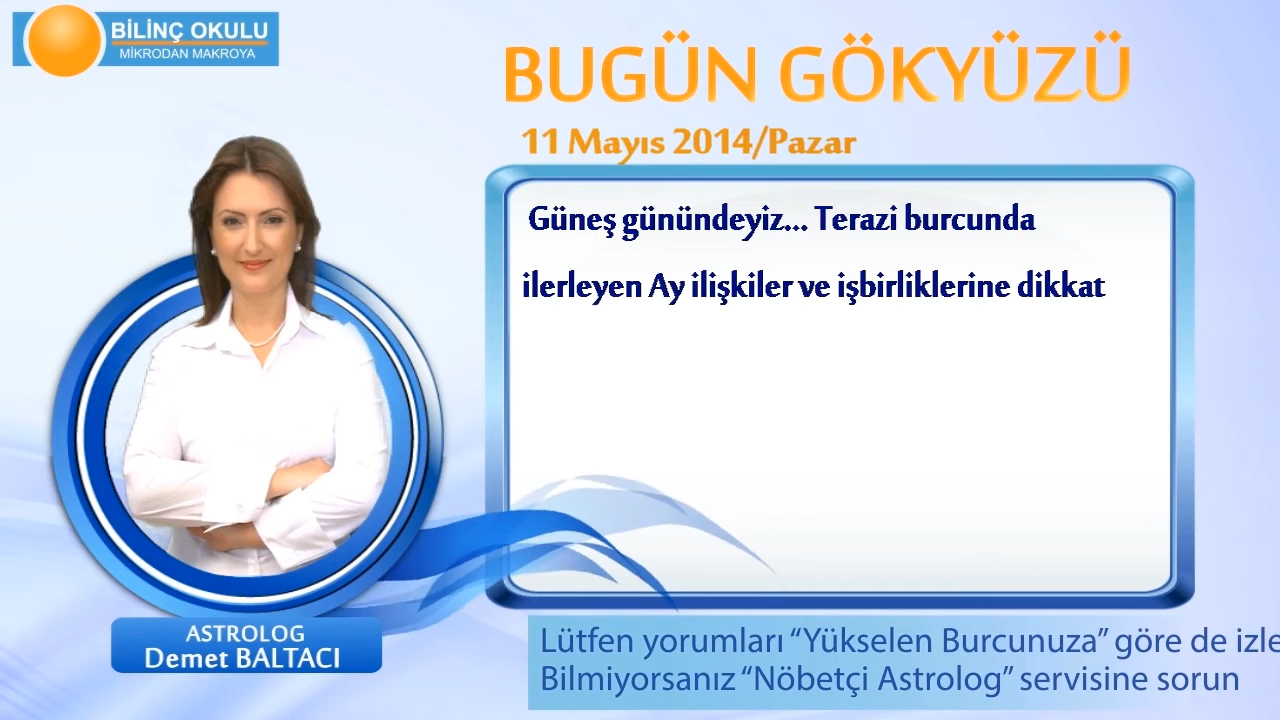 BİLİNÇ OKULU
MİKRODAN MAKROYA
BUGÜN GÖKYÜZÜ
11 Mayıs 2014/Pazar
Güneş günündeyiz... Terazi burcunda
ilerleyen Ay ilişkiler ve işbirliklerine dikkat
ASTROLOG
Demet BALTACI
Lütfen yorumları “Yükselen Burcunuza” göre de izle
Bilmiyorsanız “Nöbetçi Astrolog” servisine sorun